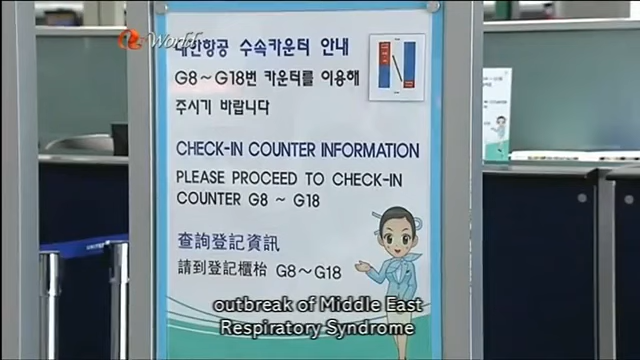 World
대한항공 수속카운터 안내
G8~G18번 카운터를 이용해
주시기 바랍니다
CHECK-IN COUNTER INFORMATION
PLEASE PROCEED TO CHECK-IN
COUNTER G8 ~ G18
查詢登記資訊
請到登記櫃枱 G8~G18
outbreak of Middle East
Respiratory Syndrome
UNITED